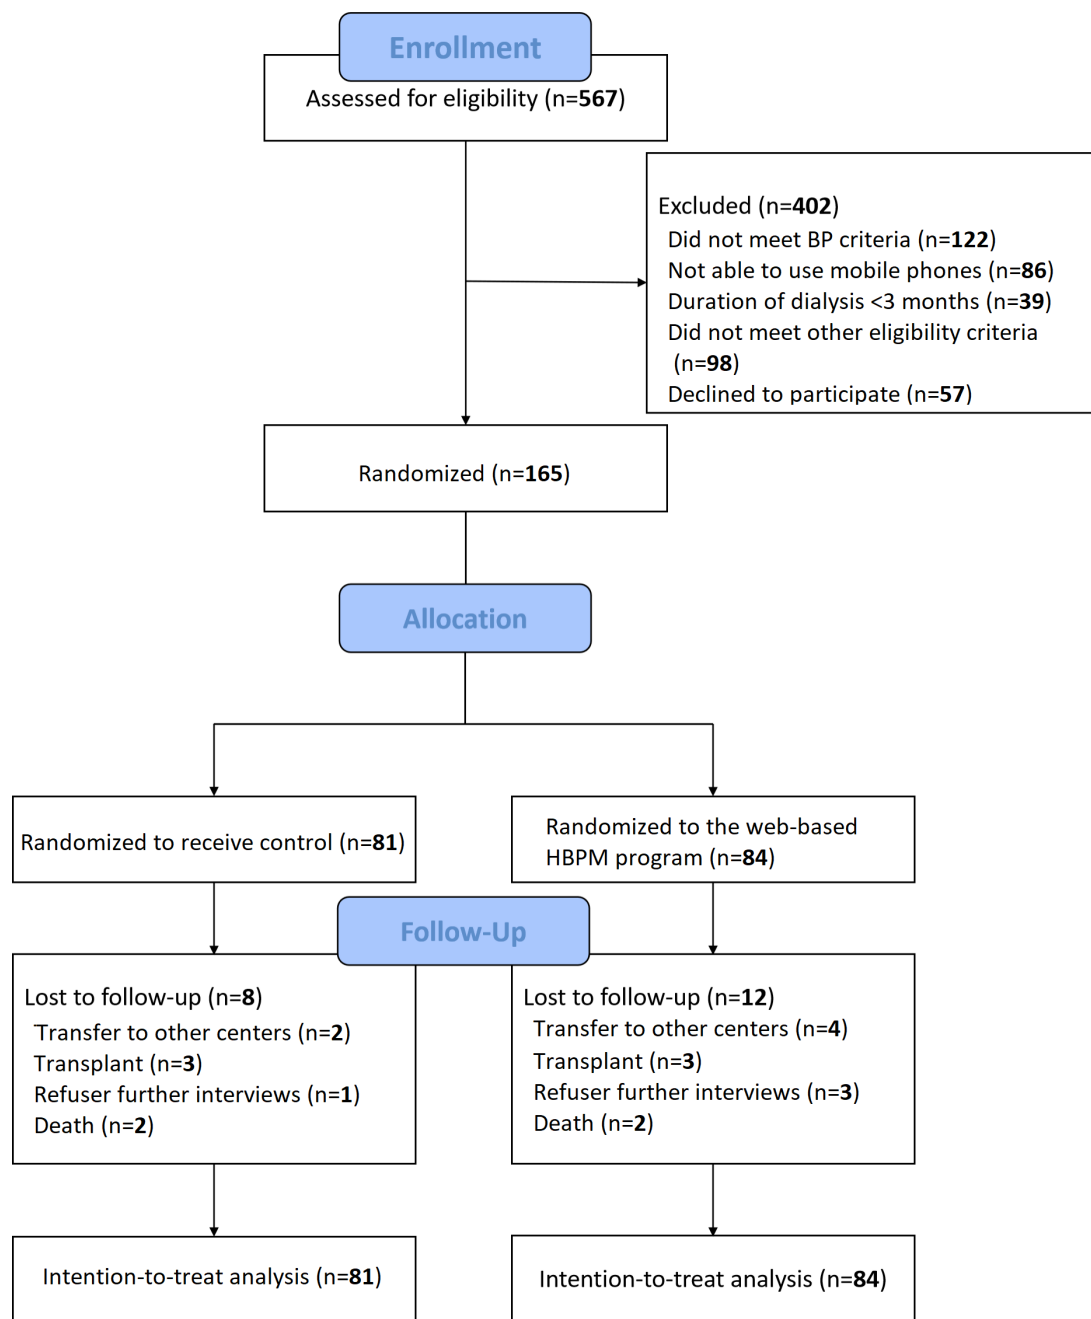 Enrollment
Assessed for eligibility (n=567)
Excluded (n=402)
Did not meet BP criteria (n=122)
Not able to use mobile phones (n=86)
Duration of dialysis <3 months (n=39)
Did not meet other eligibility criteria
(n=98)
Declined to participate (n=57)
Randomized (n=165)
Allocation
Randomized to receive control (n=81)
Randomized to the web-based
HBPM program (n=84)
Follow-Up
Lost to follow-up (n=8)
Transfer to other centers (n=2)
Transplant (n=3)
Refuser further interviews (n=1)
Death (n=2)
Lost to follow-up (n=12)
Transfer to other centers (n=4)
Transplant (n=3)
Refuser further interviews (n=3)
Death (n=2)
Intention-to-treat analysis (n=81)
Intention-to-treat analysis (n=84)